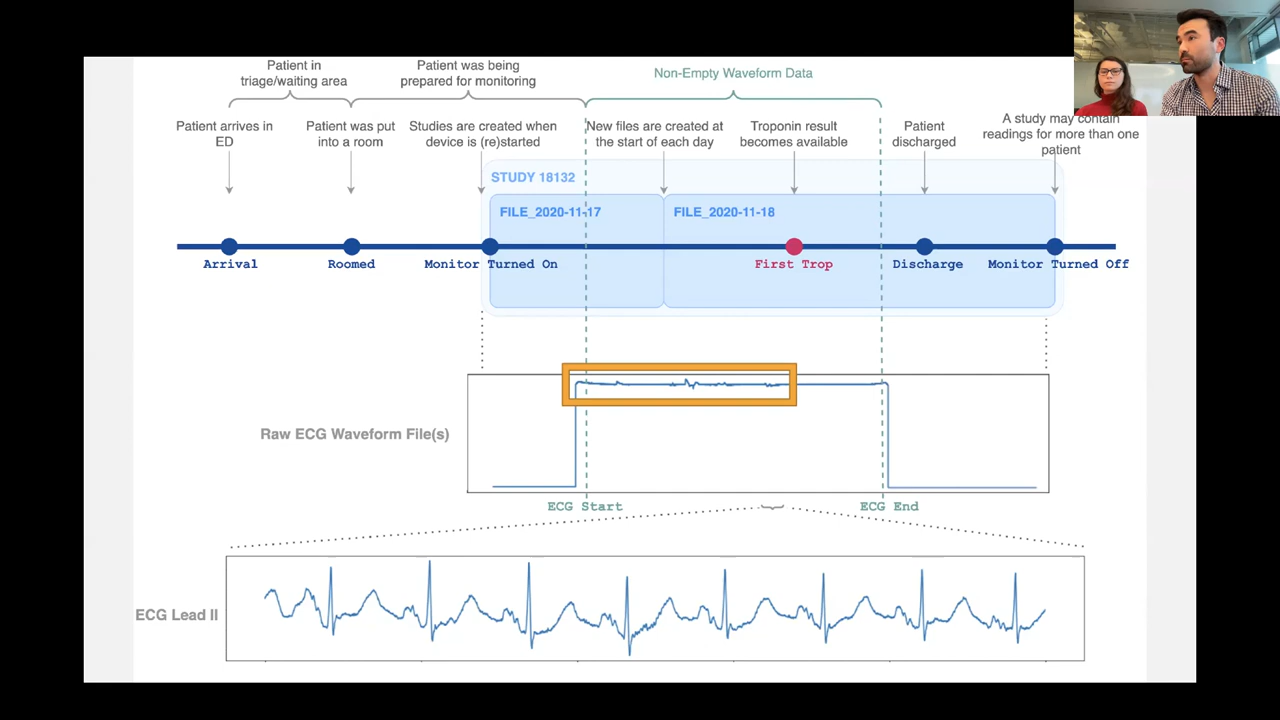 Patient in
triage/waiting area
Patient was being
prepared for monitoring
Non-Empty Waveform Data
Patient arrives in
ED
Patient was put
into a room
Studies are created when
device is (re)started
New files are created at
the start of each day
Troponin result
becomes available
Patient
discharged
A study may contain
readings for more than one
patient
STUDY 18132
FILE_2020-11-17
FILE_2020-11-18
Arrival
Roomed
Monitor Turned On
First Trop
Discharge
Monitor Turned Off
Raw ECG Waveform File(s)
ECG Start
ECG End
ECG Lead II